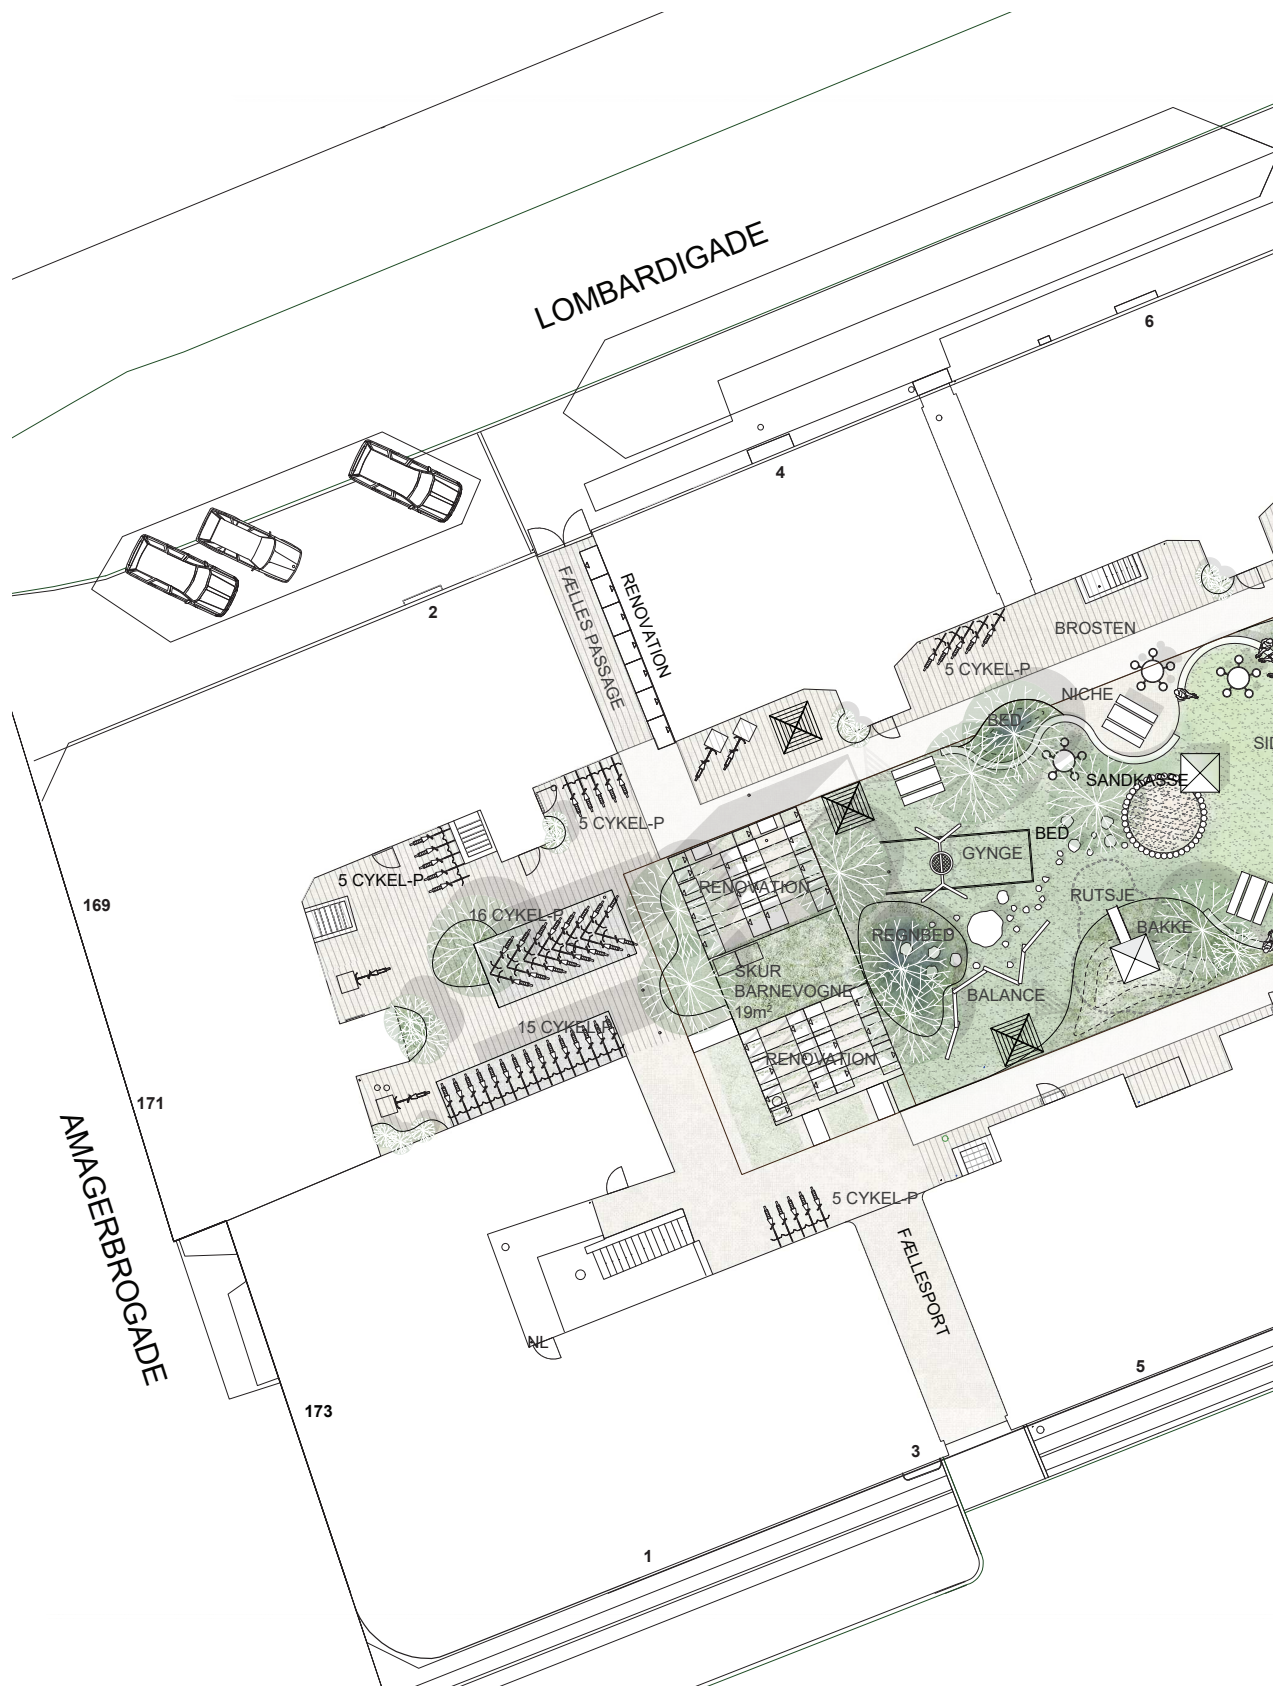 LOMBARDIGADE
6
4
2
FÆLLES PASSAGE
RENOVATION
BROSTEN
5 CYKEL-P
NICHE
BED
SANDKASSE
5 CYKEL-P
BED
GYNGE
5 CYKEL-P
RENOVATION
RUTSJE
169
16 CYKEL-P
REGNBED
BAKKE
SKUR
BARNEVOGNE
19m²
BALANCE
15 CYKEL-P
RENOVATION
171
AMAGERBROGADE
5 CYKEL-P
FÆLLESPORT
NL
5
173
3
1